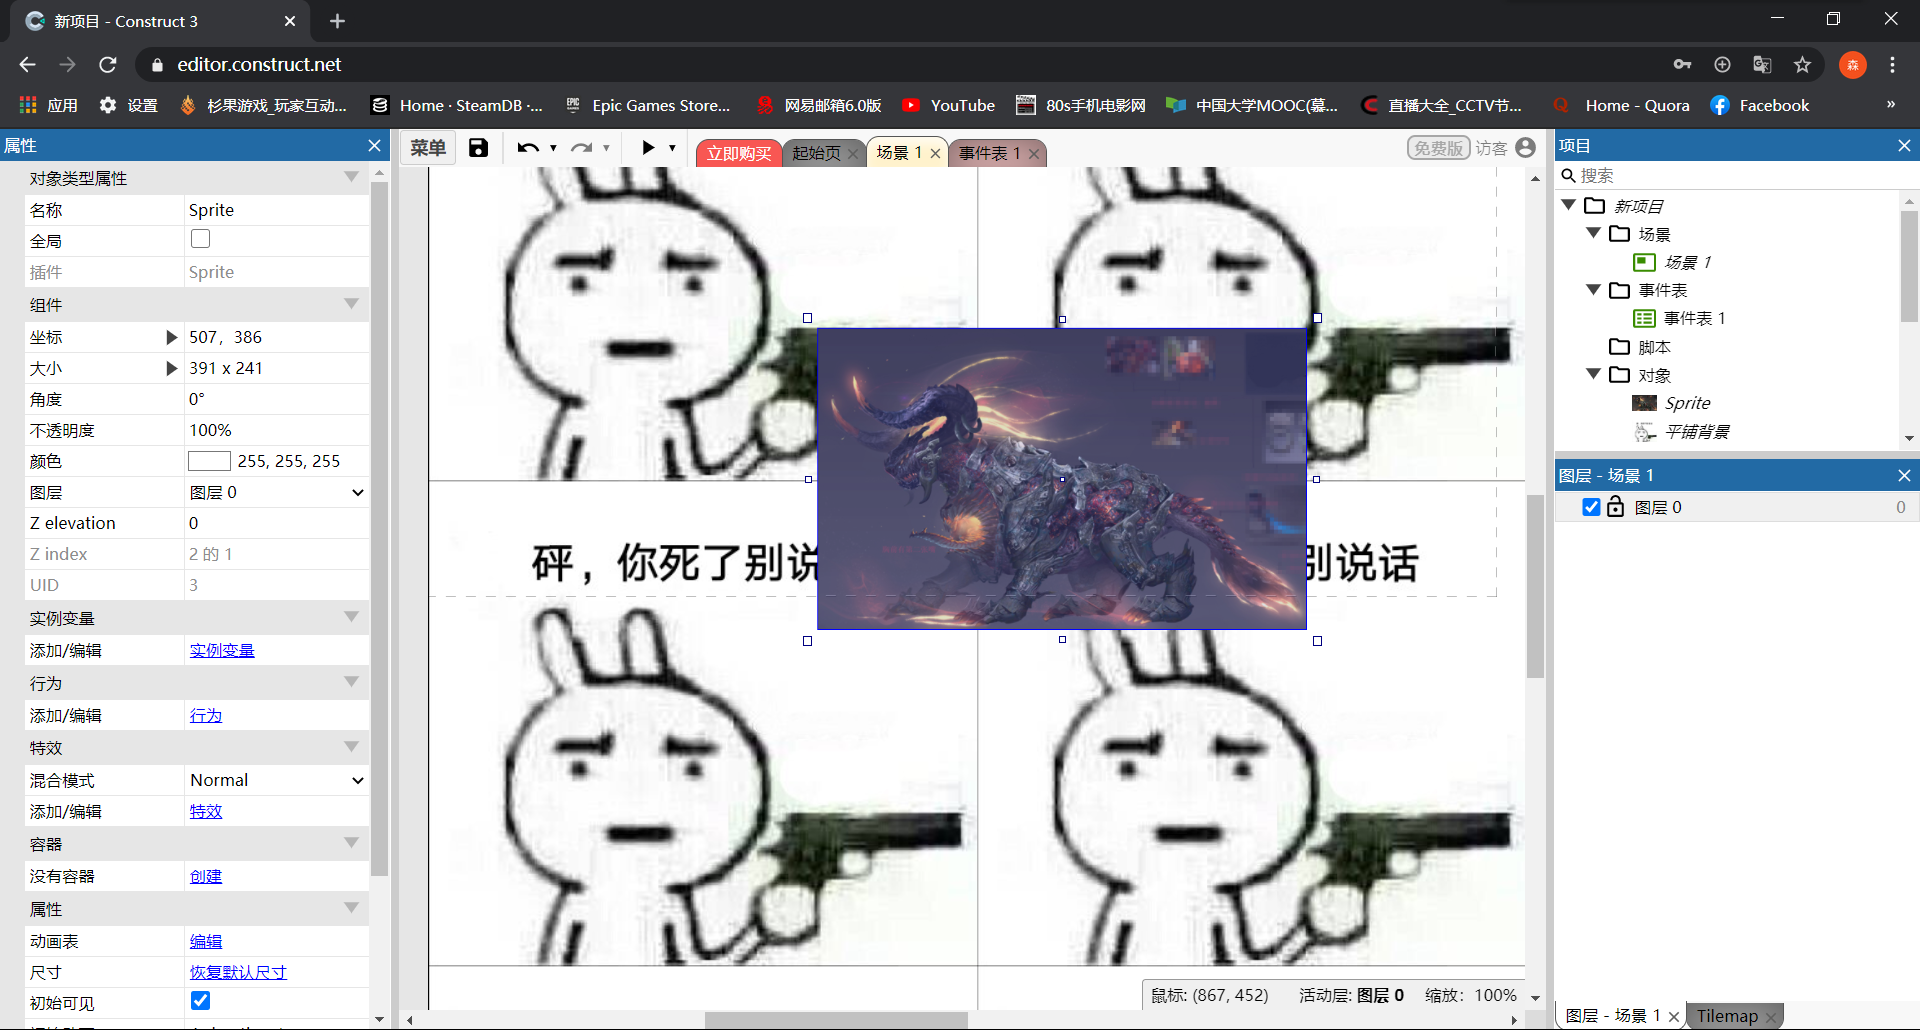 新项目 - Construct 3
editor.construct.net
森
应用
设置
杉果游戏_玩家互动...
Home · SteamDB ·...
Epic Games Store...
网易邮箱6.0版
YouTube
80s手机电影网
中国大学MOOC(慕...
直播大全_CCTV节...
Home - Quora
Facebook
»
属性
对象类型属性
名称 Sprite
全局
插件 Sprite
组件
坐标 507, 386
大小 391 x 241
角度 0°
不透明度 100%
颜色 255, 255, 255
图层 图层 0
Z elevation 0
Z index 2 的 1
UID 3
实例变量
添加/编辑 实例变量
行为
添加/编辑 行为
特效
混合模式 Normal
添加/编辑 特效
容器
没有容器 创建
属性
动画表 编辑
尺寸 恢复默认尺寸
初始可见
菜单
立即购买
起始页
场景 1
事件表 1
免费版 访客
砰，你死了别说
别说话
鼠标: (867, 452) 活动层: 图层 0 缩放: 100%
项目
搜索
新项目
场景
场景 1
事件表
事件表 1
脚本
对象
Sprite
平铺背景
图层 - 场景 1
图层 0 0
图层 - 场景 1
Tilemap